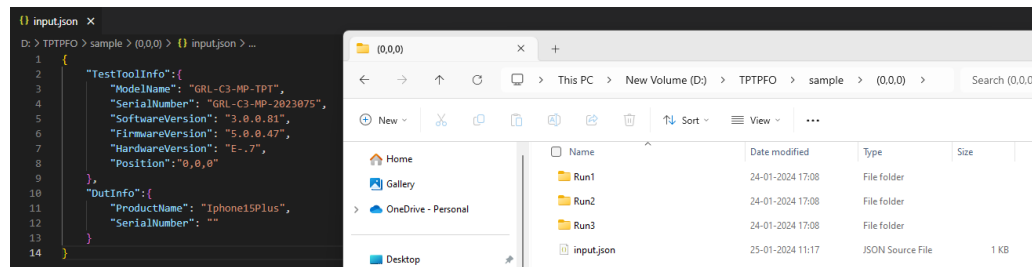 {} input.json ×
D: > TPTPFO > sample > (0,0,0) > {} input.json > ...
1 {
2 "TestToolInfo":{
3 "ModelName": "GRL-C3-MP-TPT",
4 "SerialNumber": "GRL-C3-MP-2023075",
5 "SoftwareVersion": "3.0.0.81",
6 "FirmwareVersion": "5.0.0.47",
7 "HardwareVersion": "E-.7",
8 "Position":"0,0,0"
9 },
10 "DutInfo":{
11 "ProductName": "Iphone15Plus",
12 "SerialNumber": ""
13 }
14 }
(0,0,0) × +
This PC > New Volume (D:) > TPTPFO > sample > (0,0,0) > Search (0,0,0
New Sort View ...
Home
Gallery
OneDrive - Personal
Desktop
Name Date modified Type Size
Run1 24-01-2024 17:08 File folder
Run2 24-01-2024 17:08 File folder
Run3 24-01-2024 17:08 File folder
input.json 25-01-2024 11:17 JSON Source File 1 KB